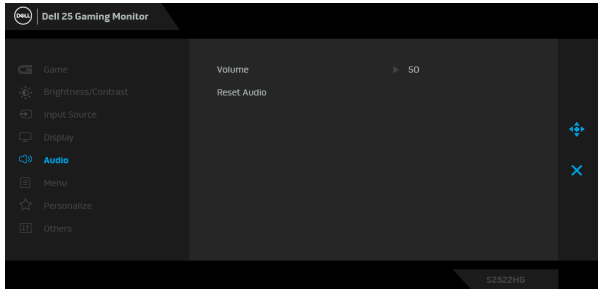 DELL Dell 25 Gaming Monitor
Game
Brightness/Contrast
Input Source
Display
Audio
Menu
Personalize
Others
Volume 50
Reset Audio
S2522HG